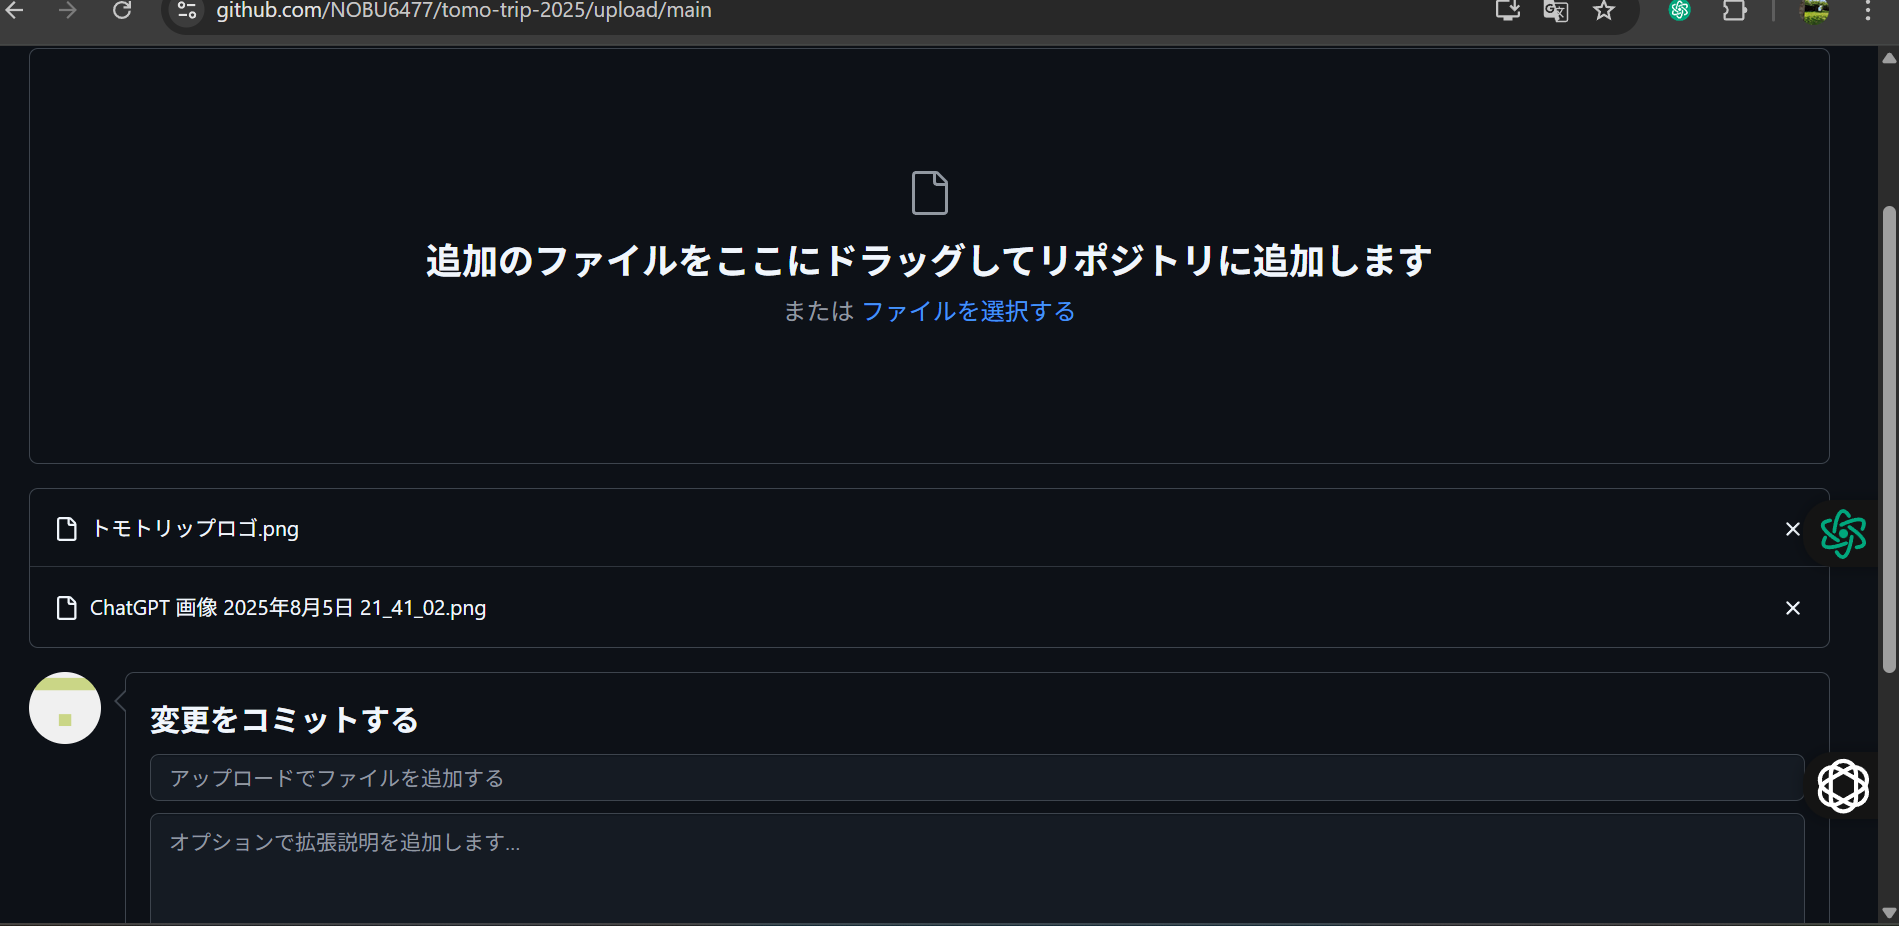 github.com/NOBU6477/tomo-trip-2025/upload/main
追加のファイルをここにドラッグしてリポジトリに追加します
または ファイルを選択する
トモトリップロゴ.png
ChatGPT 画像 2025年8月5日 21_41_02.png
変更をコミットする
アップロードでファイルを追加する
オプションで拡張説明を追加します...